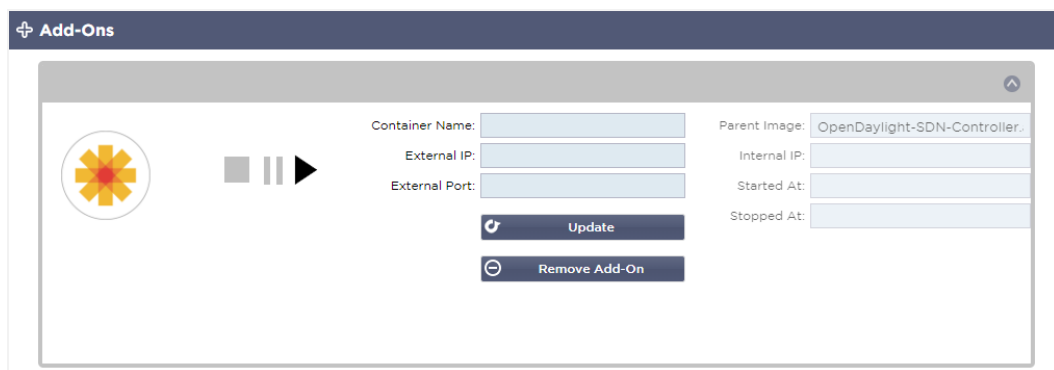 Add-Ons
Container Name:
External IP:
External Port:
Update
Remove Add-On
Parent Image: OpenDaylight-SDN-Controller.
Internal IP:
Started At:
Stopped At: